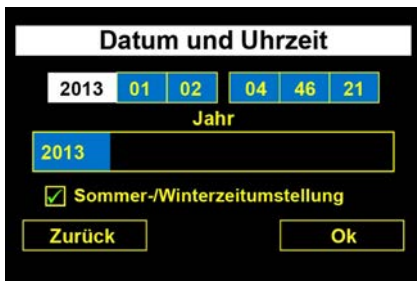 Datum und Uhrzeit
2013 01 02 04 46 21
Jahr
2013
Sommer-/Winterzeitumstellung
Zurück Ok